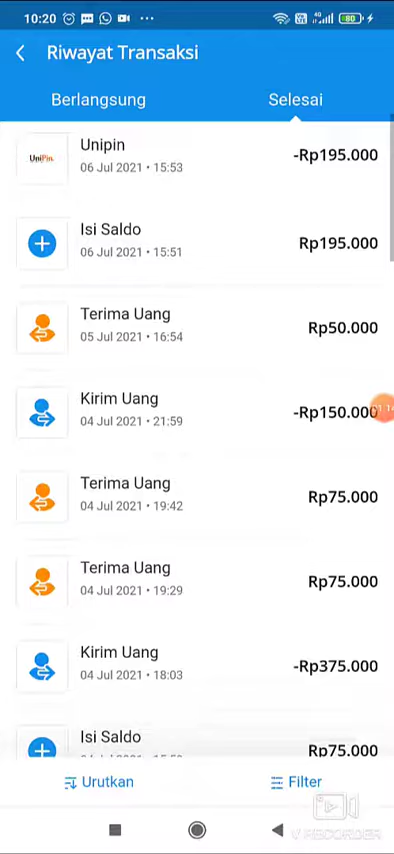 10:20
4G
80
Riwayat Transaksi
Berlangsung
Selesai
UniPin.
Unipin
06 Jul 2021 • 15:53
-Rp195.000
Isi Saldo
06 Jul 2021 • 15:51
Rp195.000
Terima Uang
05 Jul 2021 • 16:54
Rp50.000
Kirim Uang
04 Jul 2021 • 21:59
-Rp150.000
Terima Uang
04 Jul 2021 • 19:42
Rp75.000
Terima Uang
04 Jul 2021 • 19:29
Rp75.000
Kirim Uang
04 Jul 2021 • 18:03
-Rp375.000
Isi Saldo
Rp75.000
Urutkan
Filter
RECORDER